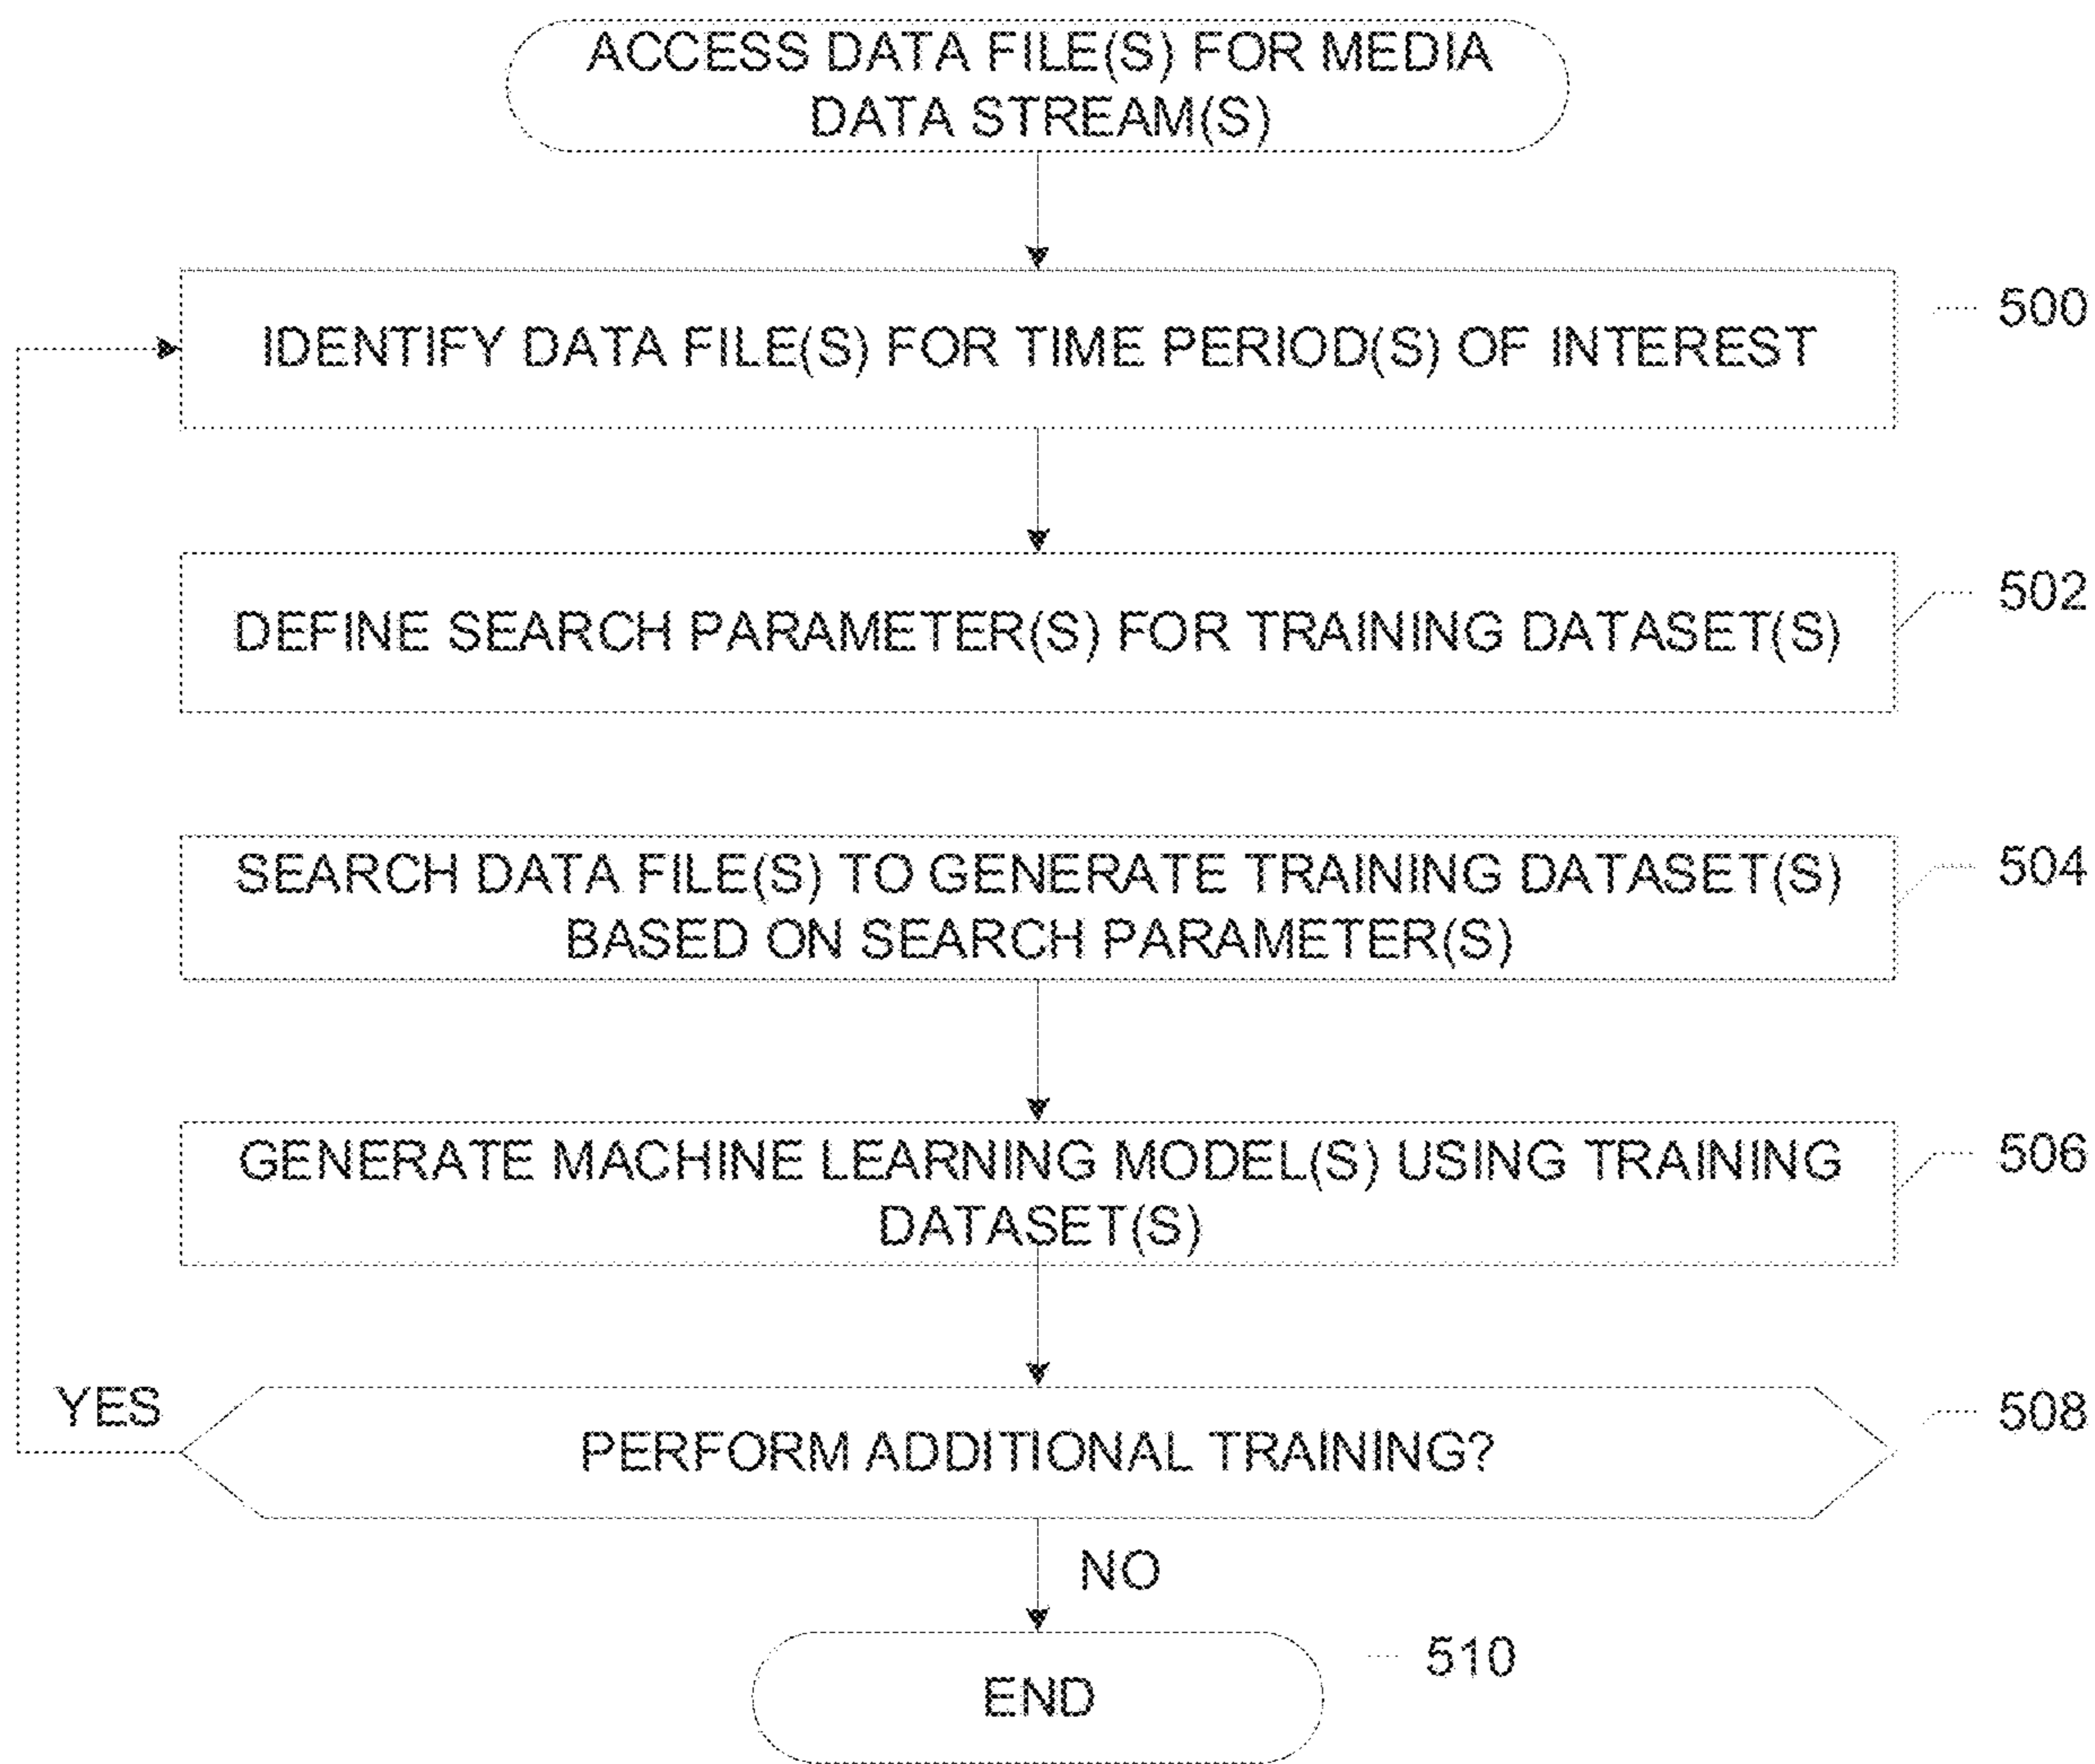 ACCESS DATA FILE(S) FOR MEDIA
DATA STREAM(S)
IDENTIFY DATA FILE(S) FOR TIME PERIOD(S) OF INTEREST
500
DEFINE SEARCH PARAMETER(S) FOR TRAINING DATASET(S)
502
SEARCH DATA FILE(S) TO GENERATE TRAINING DATASET(S)
BASED ON SEARCH PARAMETER(S)
504
GENERATE MACHINE LEARNING MODEL(S) USING TRAINING
DATASET(S)
506
YES
PERFORM ADDITIONAL TRAINING?
508
NO
END
510